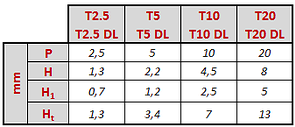 T2.5 T5 T10 T20
T2.5 DL T5 DL T10 DL T20 DL
mm
P 2,5 5 10 20
H 1,3 2,2 4,5 8
H₁ 0,7 1,2 2,5 5
Hₜ 1,3 3,4 7 13